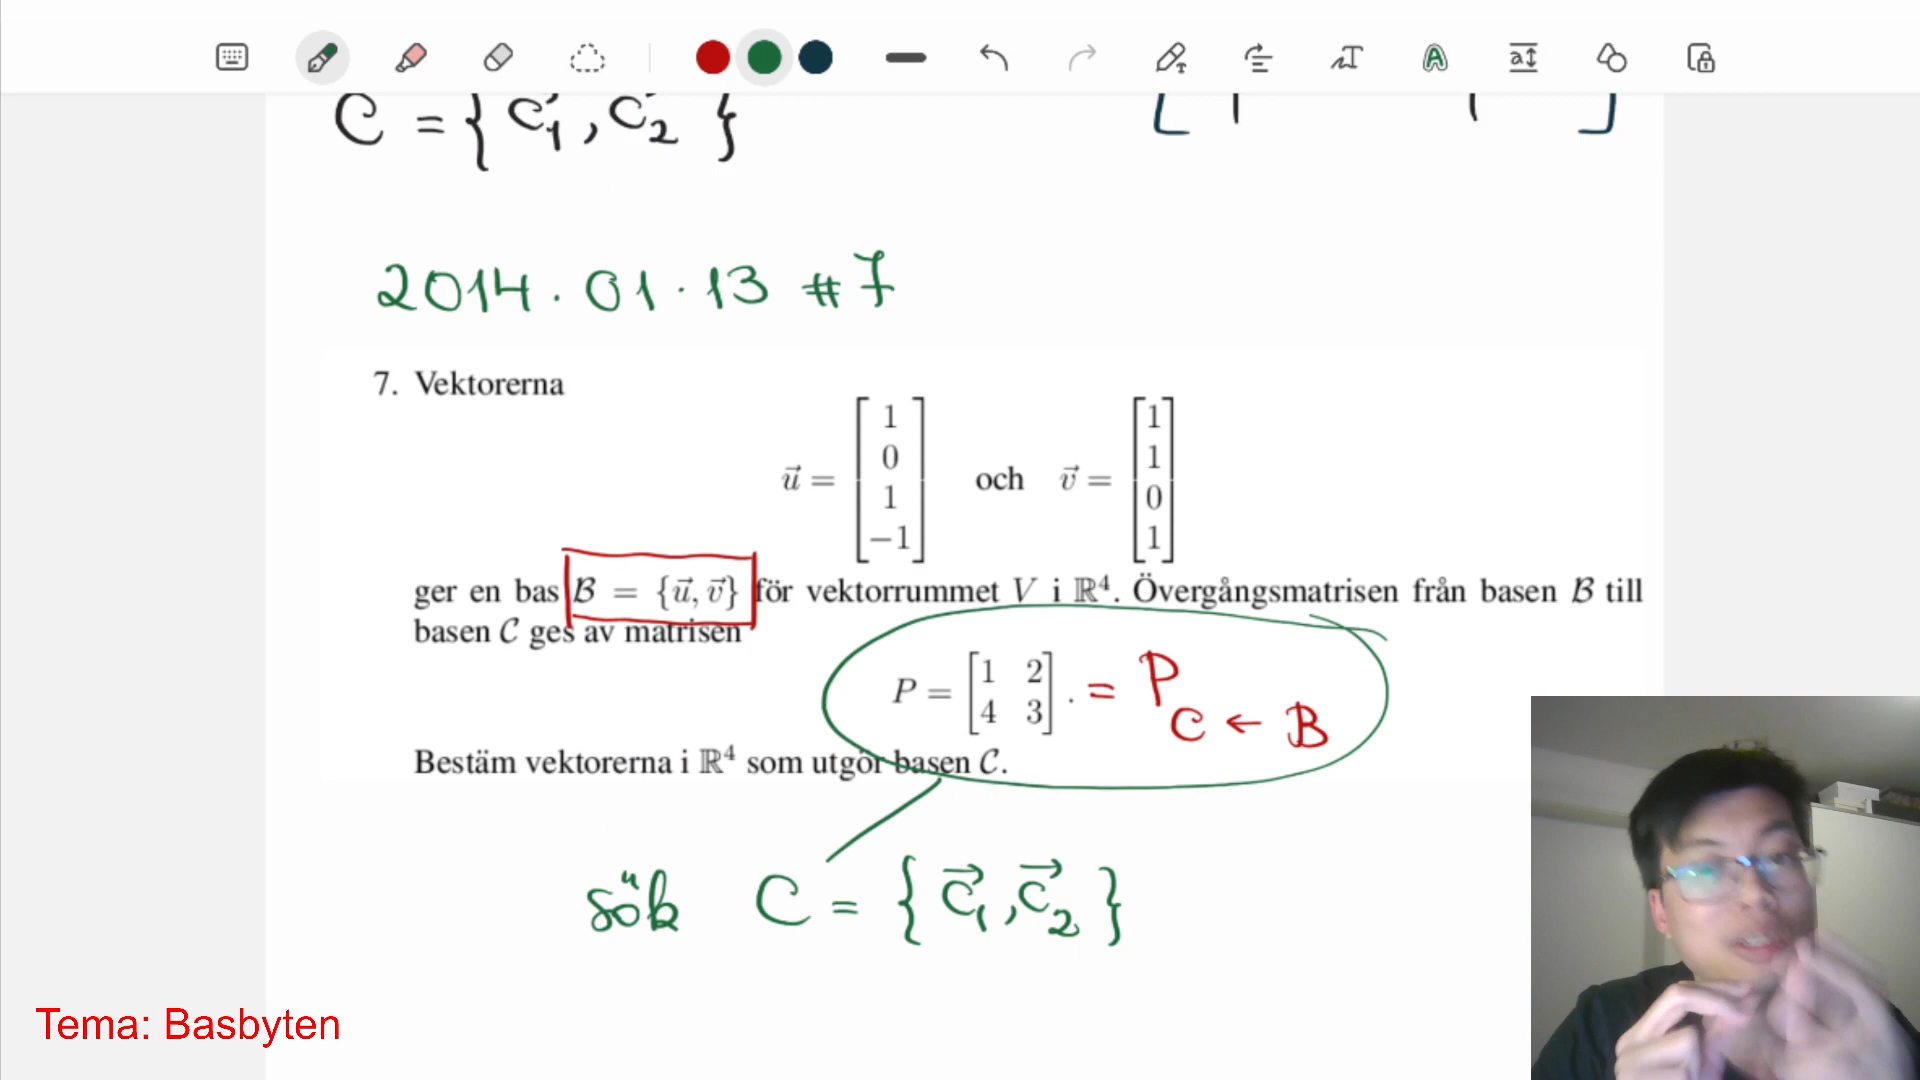 C = { c⃗1, c⃗2 }
2014.01.13 #7
7. Vektorerna
u⃗ = [1 0 1 −1] och v⃗ = [1 1 0 1]
ger en bas B = {u⃗, v⃗} för vektorrummet V i ℝ⁴. Övergångsmatrisen från basen B till
basen C ges av matrisen
P = [1 2; 4 3] . = P C ← B
Bestäm vektorerna i ℝ⁴ som utgör basen C.
sök C = { c⃗1, c⃗2 }
Tema: Basbyten